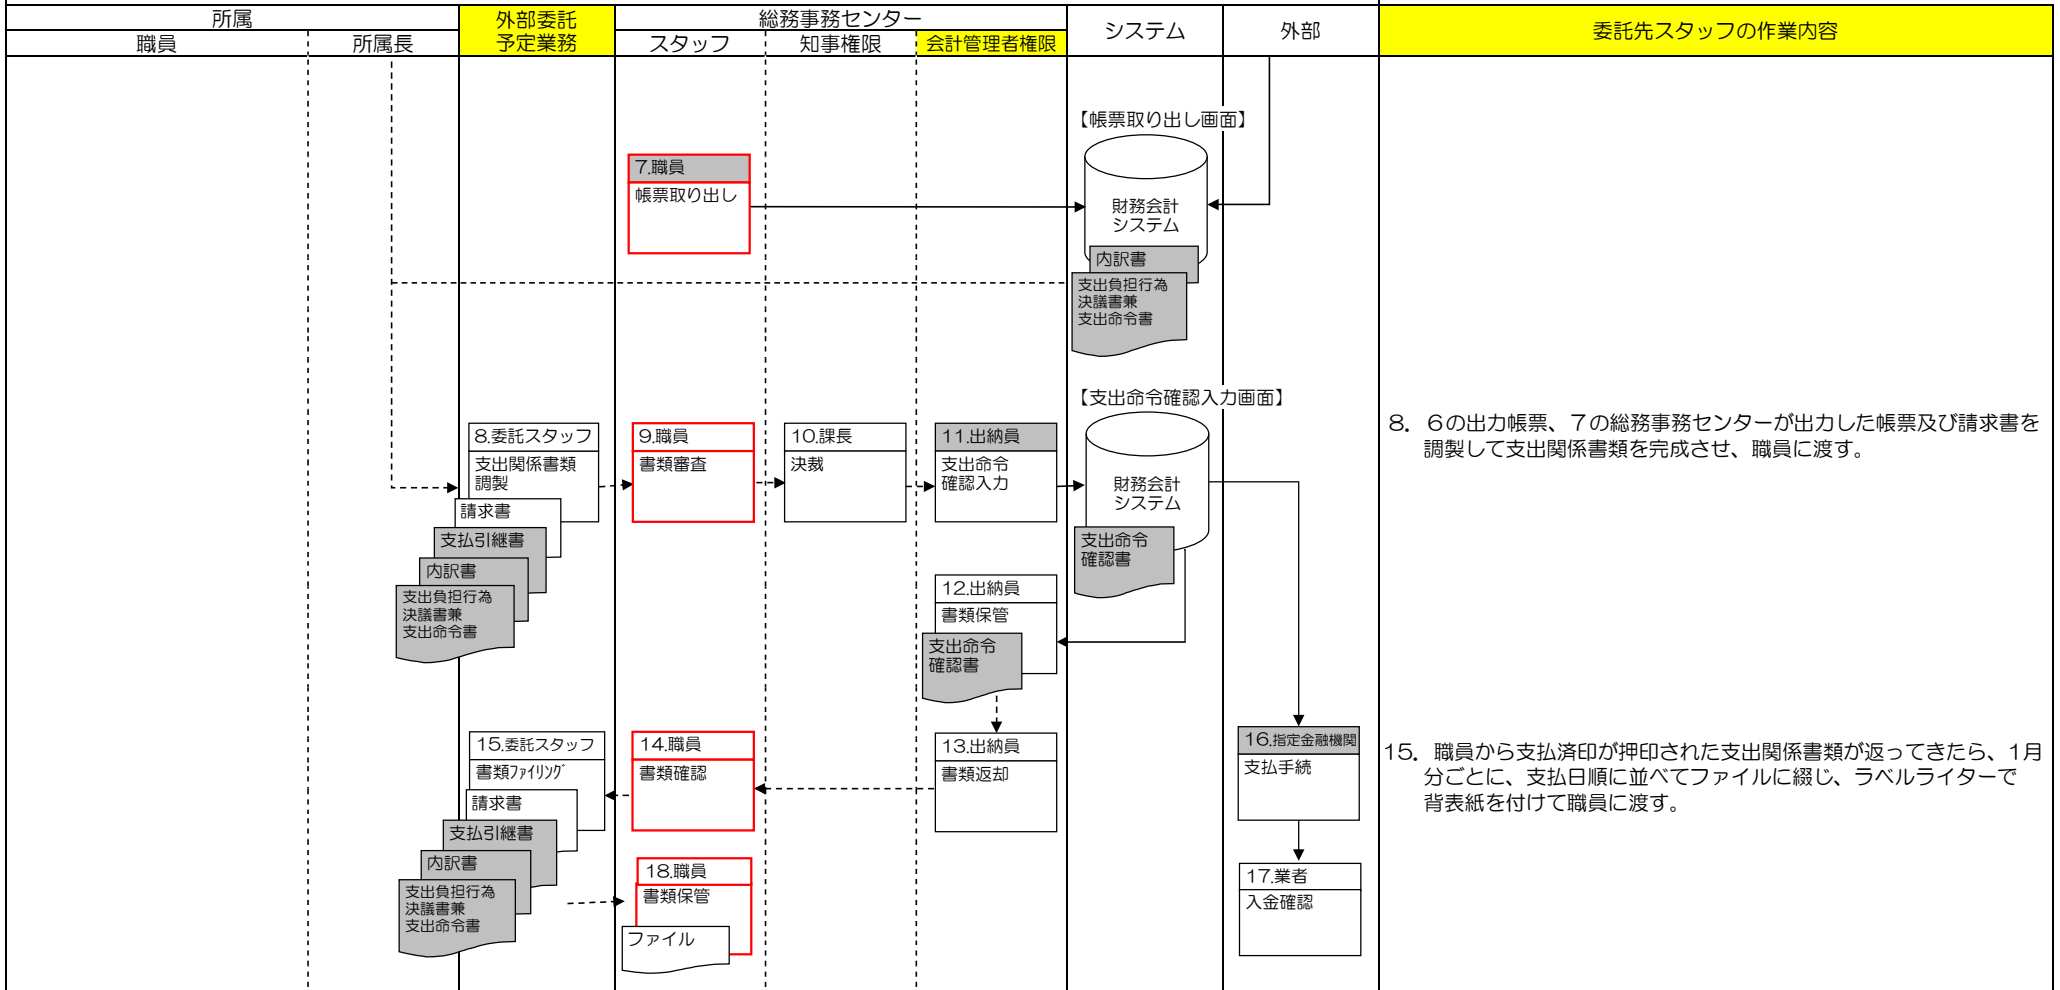 所属
外部委託
予定業務
総務事務センター
システム
外部
委託先スタッフの作業内容
職員
所属長
スタッフ
知事権限
会計管理者権限
【帳票取り出し画面】
7.職員
帳票取り出し
財務会計
システム
内訳書
支出負担行為
決議書兼
支出命令書
【支出命令確認入力画面】
8.委託スタッフ
支出関係書類
調製
請求書
支払引継書
内訳書
支出負担行為
決議書兼
支出命令書
9.職員
書類審査
10.課長
決裁
11.出納員
支出命令
確認入力
財務会計
システム
支出命令
確認書
8．6の出力帳票、7の総務事務センターが出力した帳票及び請求書を
調製して支出関係書類を完成させ、職員に渡す。
12.出納員
書類保管
支出命令
確認書
15.委託スタッフ
書類ﾌｧｲﾘﾝｸﾞ
請求書
支払引継書
内訳書
支出負担行為
決議書兼
支出命令書
14.職員
書類確認
13.出納員
書類返却
16.指定金融機関
支払手続
15．職員から支払済印が押印された支出関係書類が返ってきたら、1月
分ごとに、支払日順に並べてファイルに綴じ、ラベルライターで
背表紙を付けて職員に渡す。
18.職員
書類保管
ファイル
17.業者
入金確認